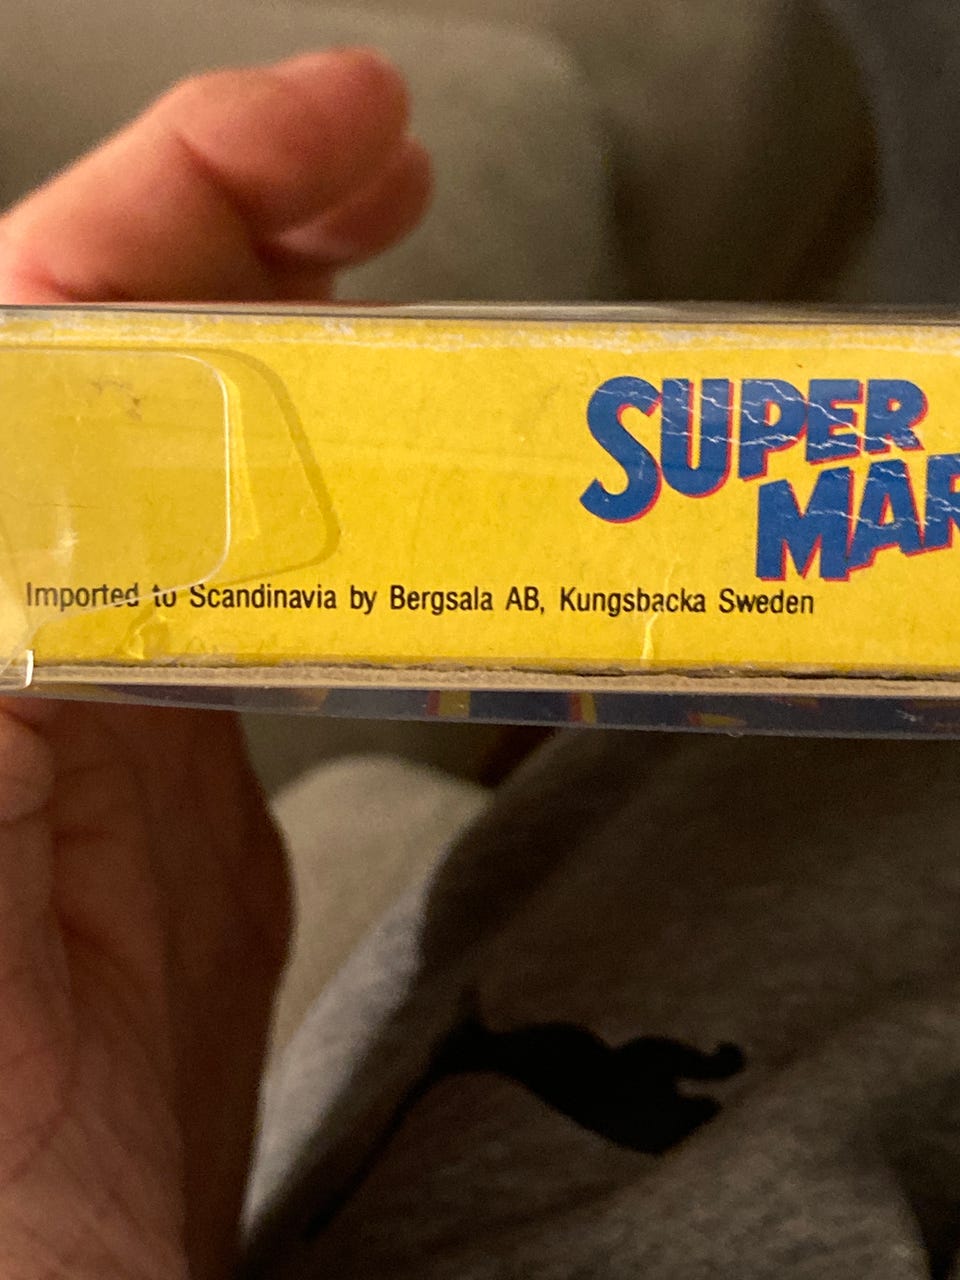 SUPER
MAR
Imported to Scandinavia by Bergsala AB, Kungsbacka Sweden